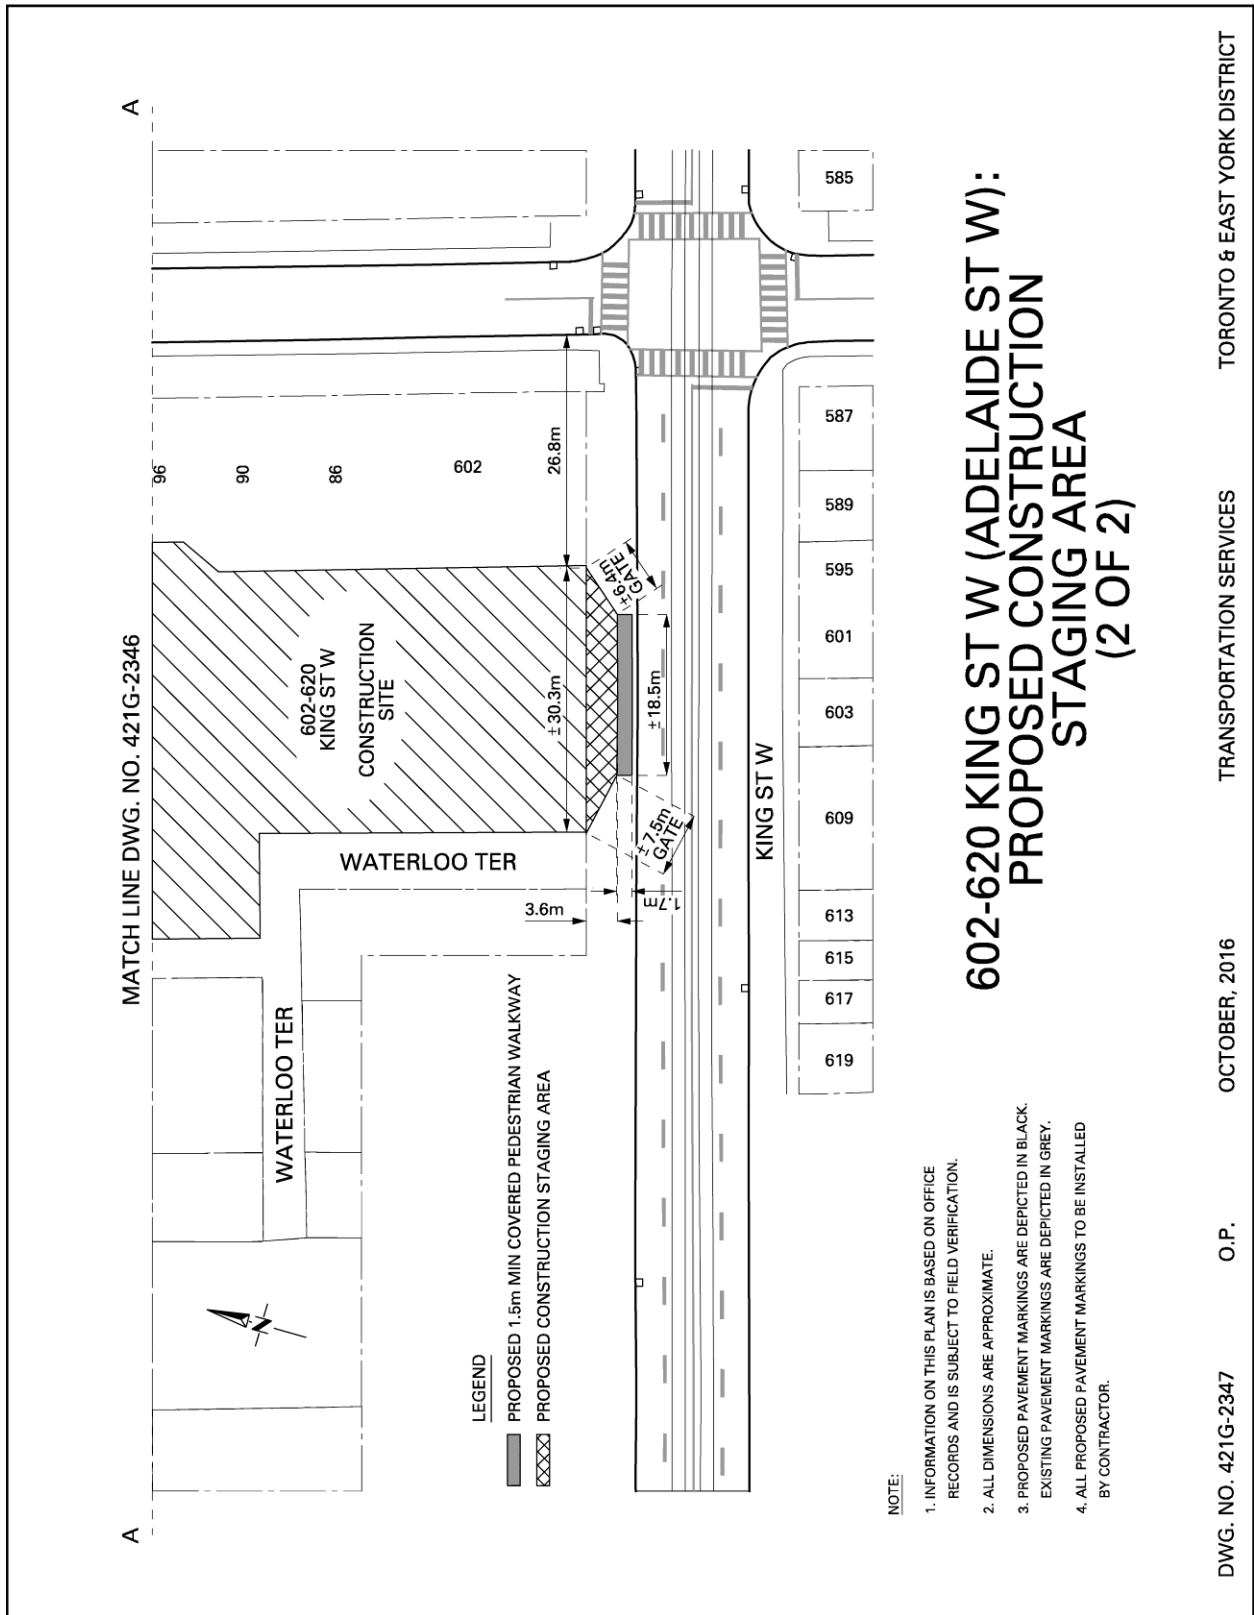 MATCH LINE DWG. NO. 421G-2346
A
A
96
90
86
602
602-620
KING ST W
CONSTRUCTION
SITE
26.8m
±30.3m
±6.4m
GATE
±18.5m
±7.5m
GATE
3.6m
1.7m
WATERLOO TER
WATERLOO TER
N
KING ST W
585
587
589
595
601
603
609
613
615
617
619
LEGEND
PROPOSED 1.5m MIN COVERED PEDESTRIAN WALKWAY
PROPOSED CONSTRUCTION STAGING AREA
NOTE:
1. INFORMATION ON THIS PLAN IS BASED ON OFFICE
RECORDS AND IS SUBJECT TO FIELD VERIFICATION.
2. ALL DIMENSIONS ARE APPROXIMATE.
3. PROPOSED PAVEMENT MARKINGS ARE DEPICTED IN BLACK.
EXISTING PAVEMENT MARKINGS ARE DEPICTED IN GREY.
4. ALL PROPOSED PAVEMENT MARKINGS TO BE INSTALLED
BY CONTRACTOR.
602-620 KING ST W (ADELAIDE ST W):
PROPOSED CONSTRUCTION
STAGING AREA
(2 OF 2)
DWG. NO. 421G-2347 O.P. OCTOBER, 2016 TRANSPORTATION SERVICES TORONTO & EAST YORK DISTRICT